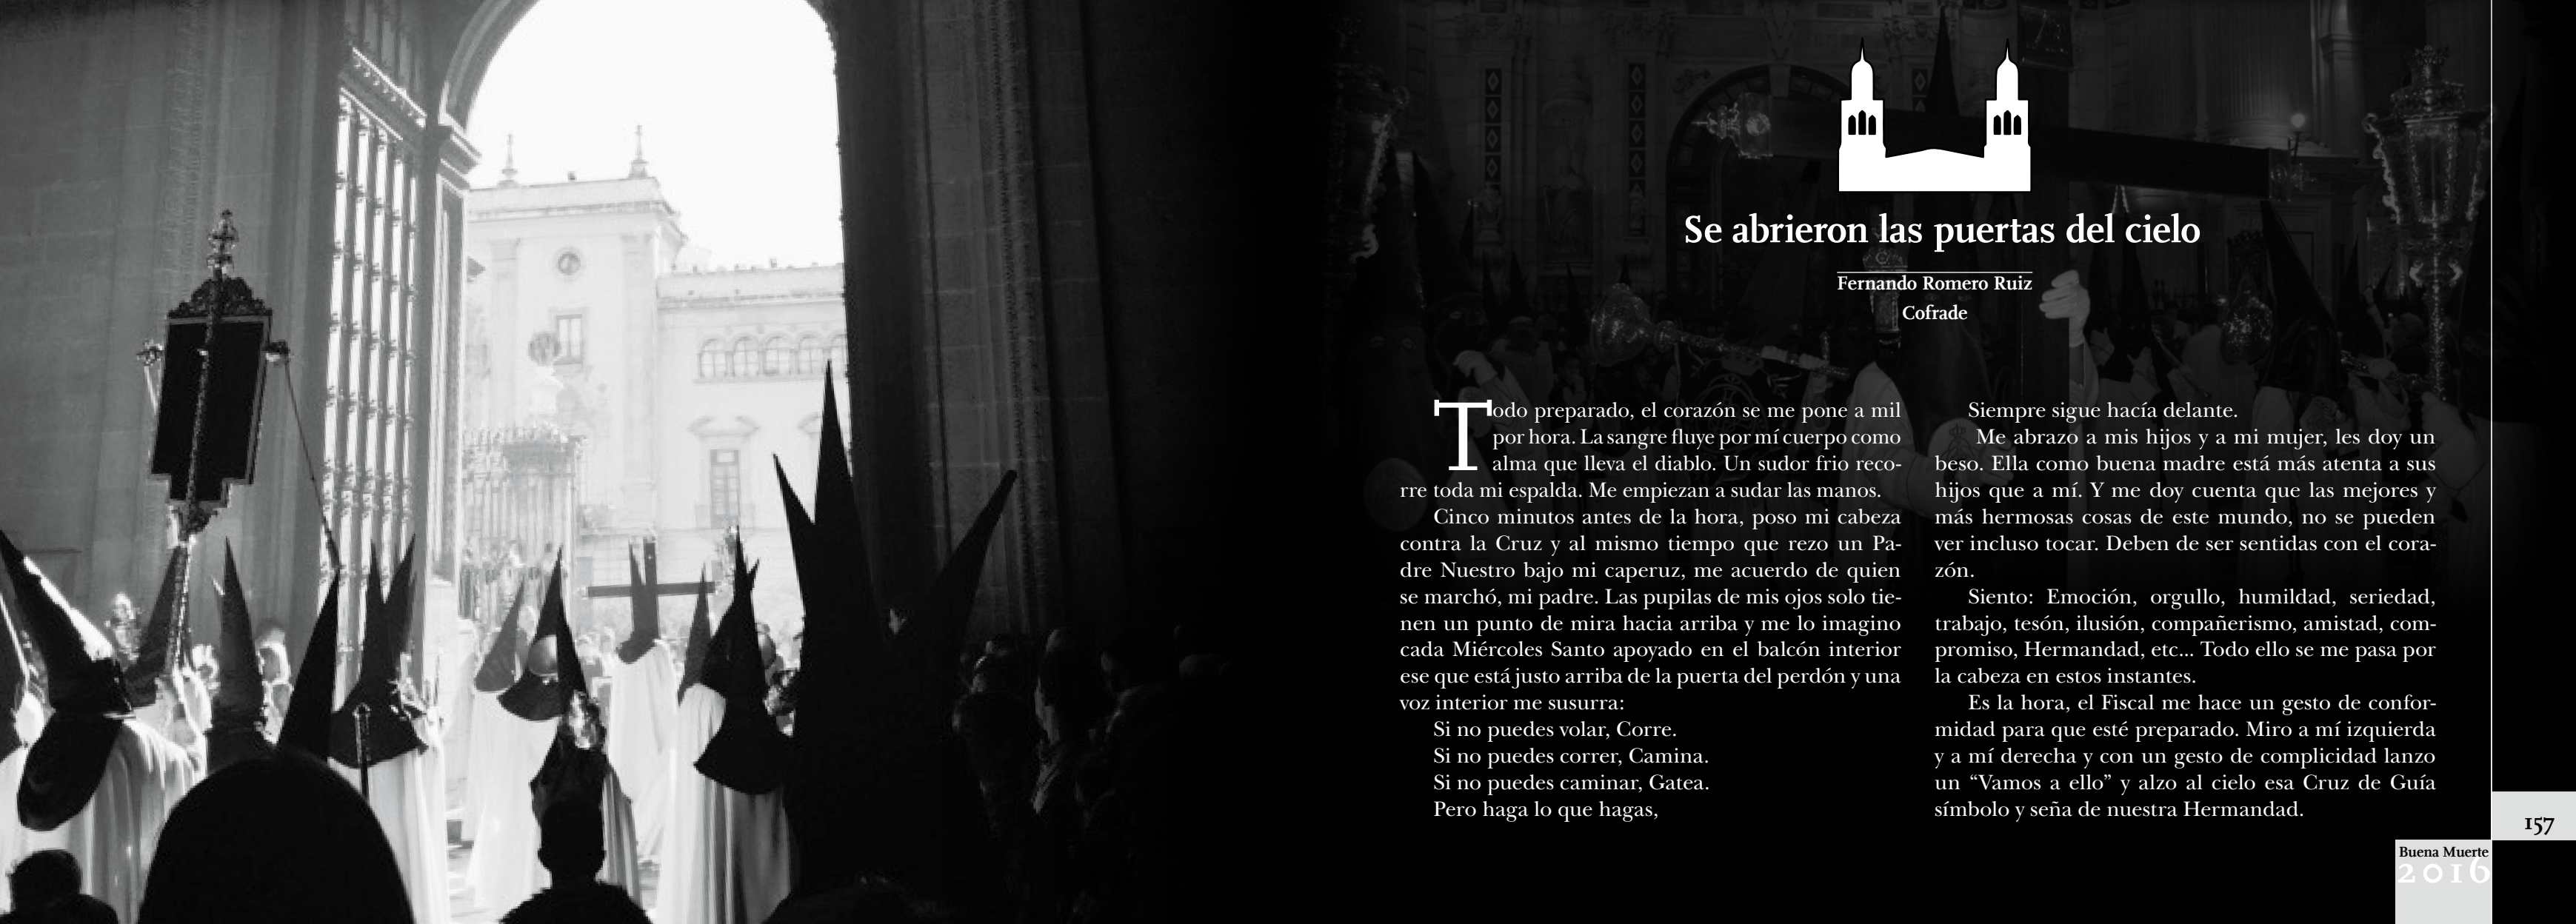 Se abrieron las puertas del cielo
Fernando Romero Ruiz
Cofrade
Todo preparado, el corazón se me pone a mil
por hora. La sangre fluye por mí cuerpo como
alma que lleva el diablo. Un sudor frio reco-
rre toda mi espalda. Me empiezan a sudar las manos.
Cinco minutos antes de la hora, poso mi cabeza
contra la Cruz y al mismo tiempo que rezo un Pa-
dre Nuestro bajo mi caperuz, me acuerdo de quien
se marchó, mi padre. Las pupilas de mis ojos solo tie-
nen un punto de mira hacia arriba y me lo imagino
cada Miércoles Santo apoyado en el balcón interior
ese que está justo arriba de la puerta del perdón y una
voz interior me susurra:
Si no puedes volar, Corre.
Si no puedes correr, Camina.
Si no puedes caminar, Gatea.
Pero haga lo que hagas,
Siempre sigue hacía delante.
Me abrazo a mis hijos y a mi mujer, les doy un
beso. Ella como buena madre está más atenta a sus
hijos que a mí. Y me doy cuenta que las mejores y
más hermosas cosas de este mundo, no se pueden
ver incluso tocar. Deben de ser sentidas con el cora-
zón.
Siento: Emoción, orgullo, humildad, seriedad,
trabajo, tesón, ilusión, compañerismo, amistad, com-
promiso, Hermandad, etc... Todo ello se me pasa por
la cabeza en estos instantes.
Es la hora, el Fiscal me hace un gesto de confor-
midad para que esté preparado. Miro a mí izquierda
y a mí derecha y con un gesto de complicidad lanzo
un “Vamos a ello” y alzo al cielo esa Cruz de Guía
símbolo y seña de nuestra Hermandad.
157
Buena Muerte
2016